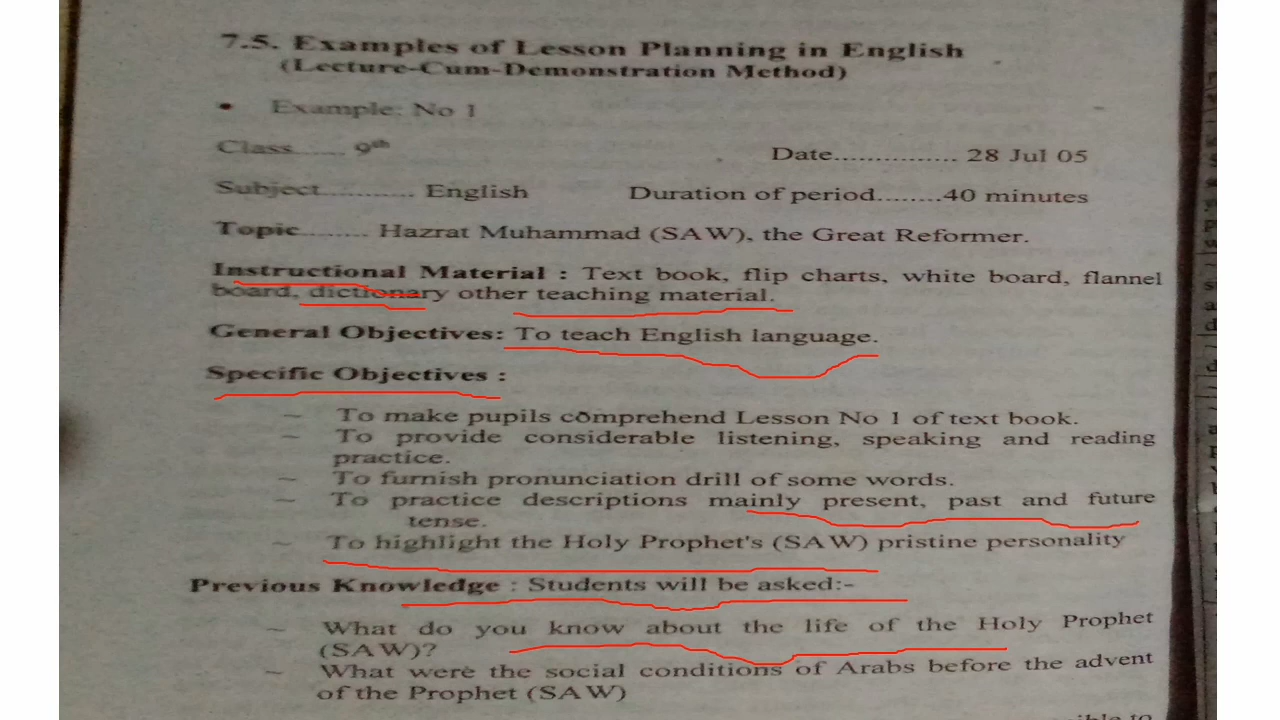 7.5. Examples of Lesson Planning in English
(Lecture-Cum-Demonstration Method)
• Example: No 1
Class...... 9th Date............... 28 Jul 05
Subject............ English Duration of period........40 minutes
Topic........ Hazrat Muhammad (SAW), the Great Reformer.
Instructional Material : Text book, flip charts, white board, flannel
board, dictionary other teaching material.
General Objectives: To teach English language.
Specific Objectives :
~ To make pupils comprehend Lesson No 1 of text book.
~ To provide considerable listening, speaking and reading
practice.
~ To furnish pronunciation drill of some words.
~ To practice descriptions mainly present, past and future
tense.
~ To highlight the Holy Prophet's (SAW) pristine personality
Previous Knowledge : Students will be asked:-
~ What do you know about the life of the Holy Prophet
(SAW)?
~ What were the social conditions of Arabs before the advent
of the Prophet (SAW)